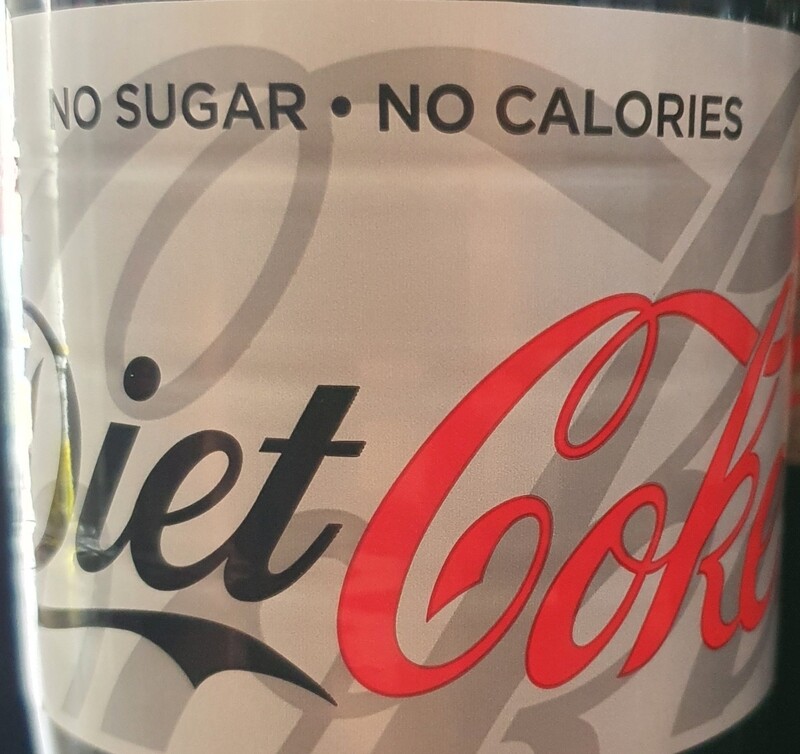 NO SUGAR • NO CALORIES
Diet Coke